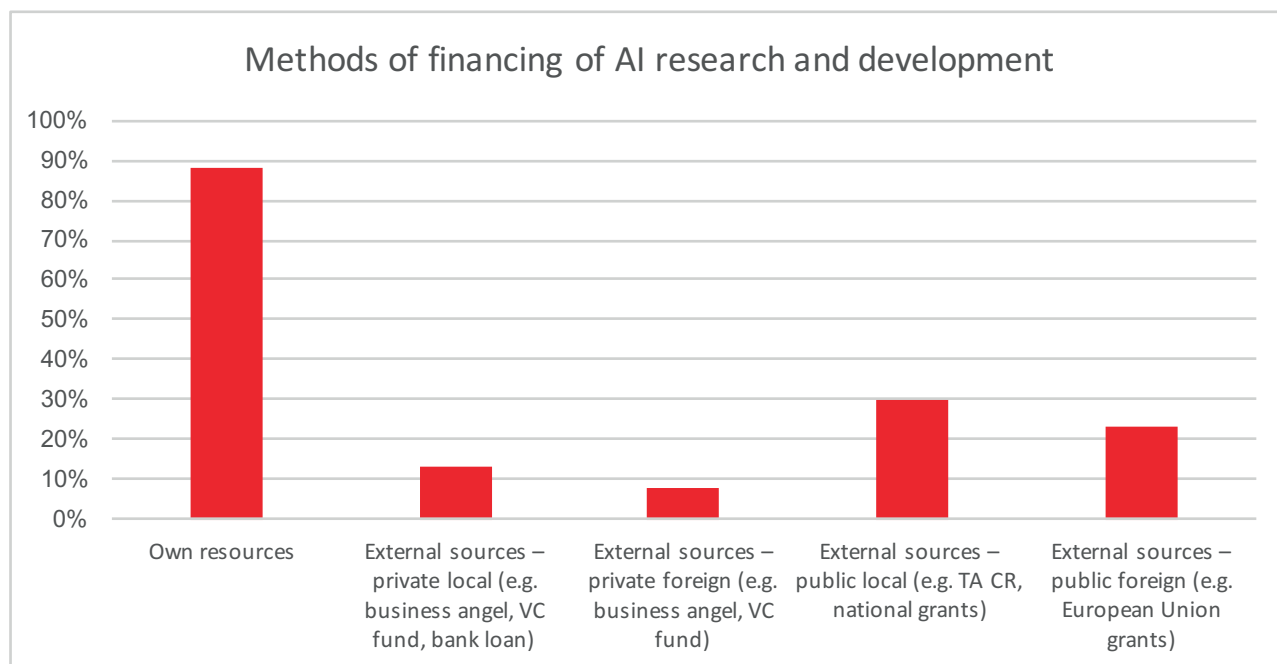 Methods of financing of AI research and development
100%
90%
80%
70%
60%
50%
40%
30%
20%
10%
0%
Own resources
External sources –
private local (e.g.
business angel, VC
fund, bank loan)
External sources –
private foreign (e.g.
business angel, VC
fund)
External sources –
public local (e.g. TA CR,
national grants)
External sources –
public foreign (e.g.
European Union
grants)